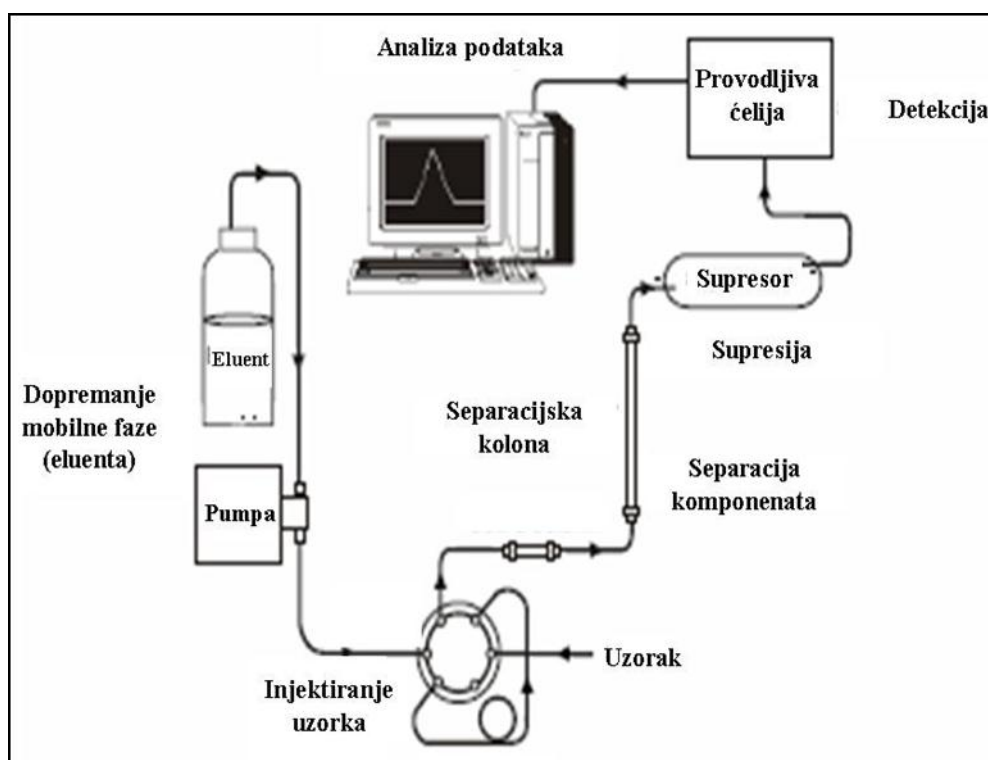 Analiza podataka
Provodljiva
ćelija
Detekcija
Supresor
Supresija
Eluent
Dopremanje
mobilne faze
(eluenta)
Separacijska
kolona
Separacija
komponenata
Pumpa
Uzorak
Injektiranje
uzorka